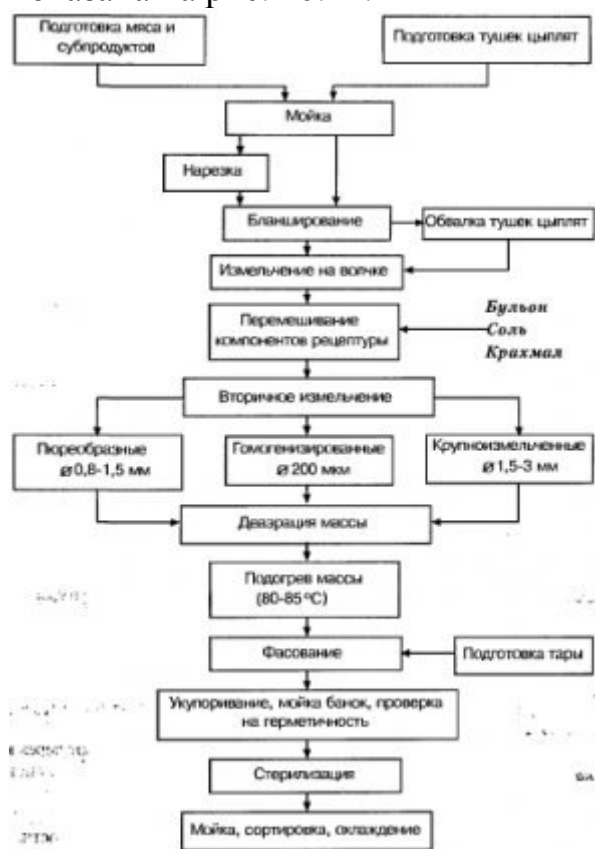 Подготовка мяса и
субпродуктов
Подготовка тушек цыплят
Мойка
Нарезка
Бланширование
Обвалка тушек цыплят
Измельчение на волчке
Перемешивание
компонентов рецептуры
Бульон
Соль
Крахмал
Вторичное измельчение
Пюреобразные
⌀0,8-1,5 мм
Гомогенизированные
⌀200 мкм
Крупноизмельченные
⌀1,5-3 мм
Деаэрация массы
Подогрев массы
(80-85 ºС)
Фасование
Подготовка тары
Укупоривание, мойка банок, проверка
на герметичность
Стерилизация
Мойка, сортировка, охлаждение